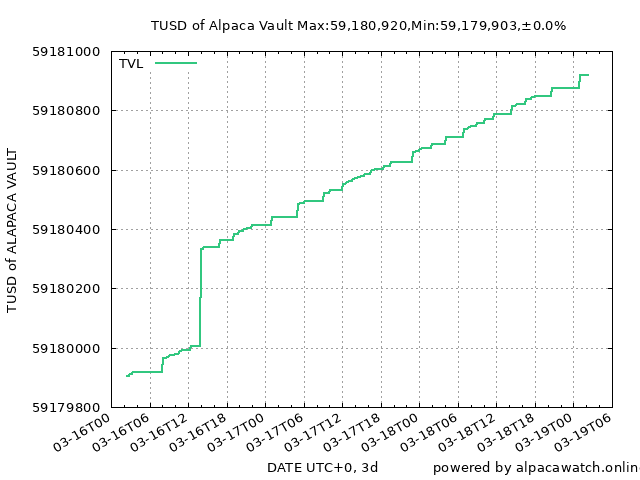 TUSD of Alpaca Vault Max:59,180,920,Min:59,179,903,±0.0%
TVL
59181000
59180800
59180600
59180400
59180200
59180000
59179800
TUSD of ALAPACA VAULT
03-16T00
03-16T06
03-16T12
03-16T18
03-17T00
03-17T06
03-17T12
03-17T18
03-18T00
03-18T06
03-18T12
03-18T18
03-19T00
03-19T06
DATE UTC+0, 3d
powered by alpacawatch.online